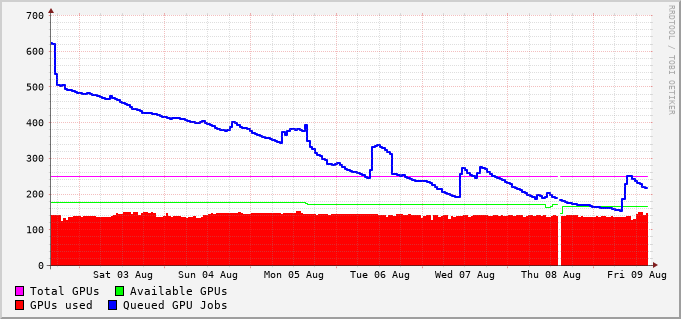 700
600
500
400
300
200
100
0
Sat 03 Aug Sun 04 Aug Mon 05 Aug Tue 06 Aug Wed 07 Aug Thu 08 Aug Fri 09 Aug
Total GPUs Available GPUs
GPUs used Queued GPU Jobs
RRDTOOL / TOBI OETIKER